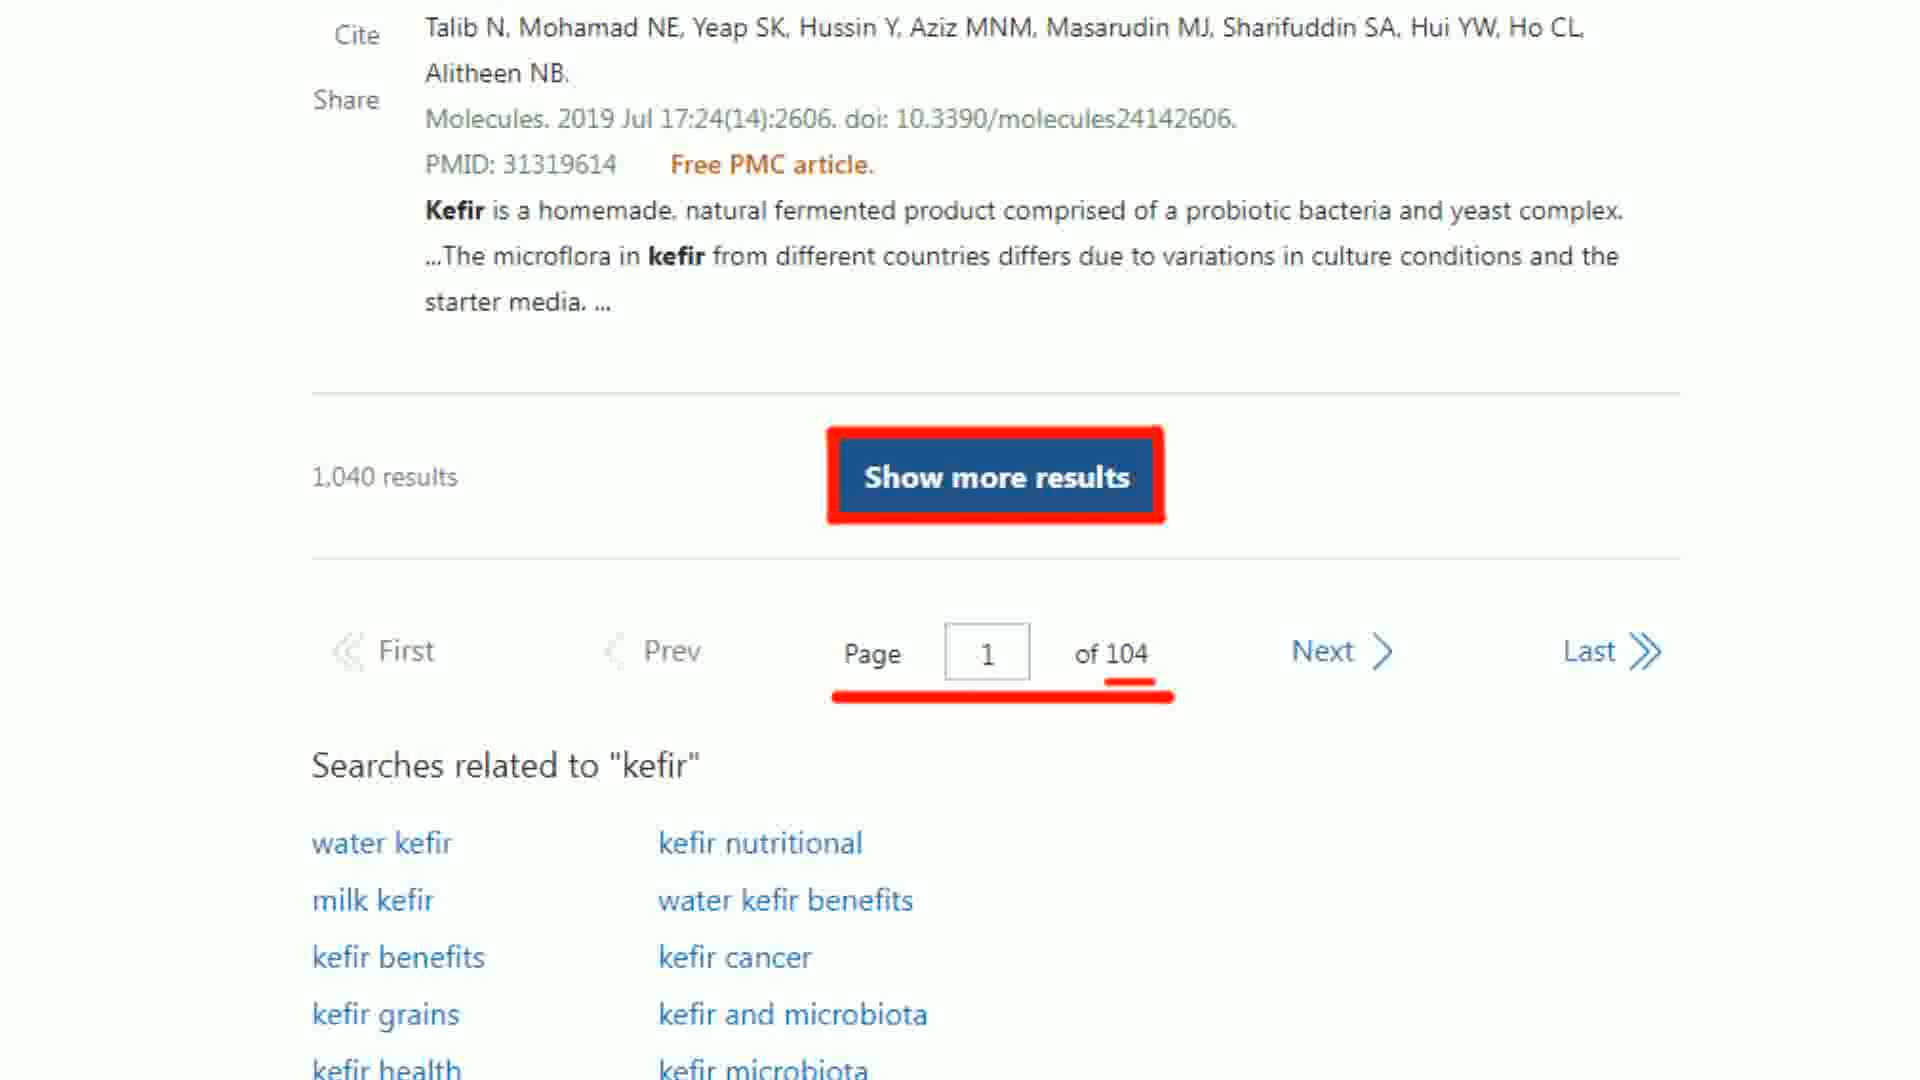 Cite
Talib N, Mohamad NE, Yeap SK, Hussin Y, Aziz MNM, Masarudin MJ, Sharifuddin SA, Hui YW, Ho CL,
Alitheen NB.
Share
Molecules. 2019 Jul 17;24(14):2606. doi: 10.3390/molecules24142606.
PMID: 31319614 Free PMC article.
Kefir is a homemade, natural fermented product comprised of a probiotic bacteria and yeast complex.
...The microflora in kefir from different countries differs due to variations in culture conditions and the
starter media. ...
1,040 results
Show more results
First Prev Page 1 of 104 Next Last
Searches related to "kefir"
water kefir kefir nutritional
milk kefir water kefir benefits
kefir benefits kefir cancer
kefir grains kefir and microbiota
kefir health kefir microbiota